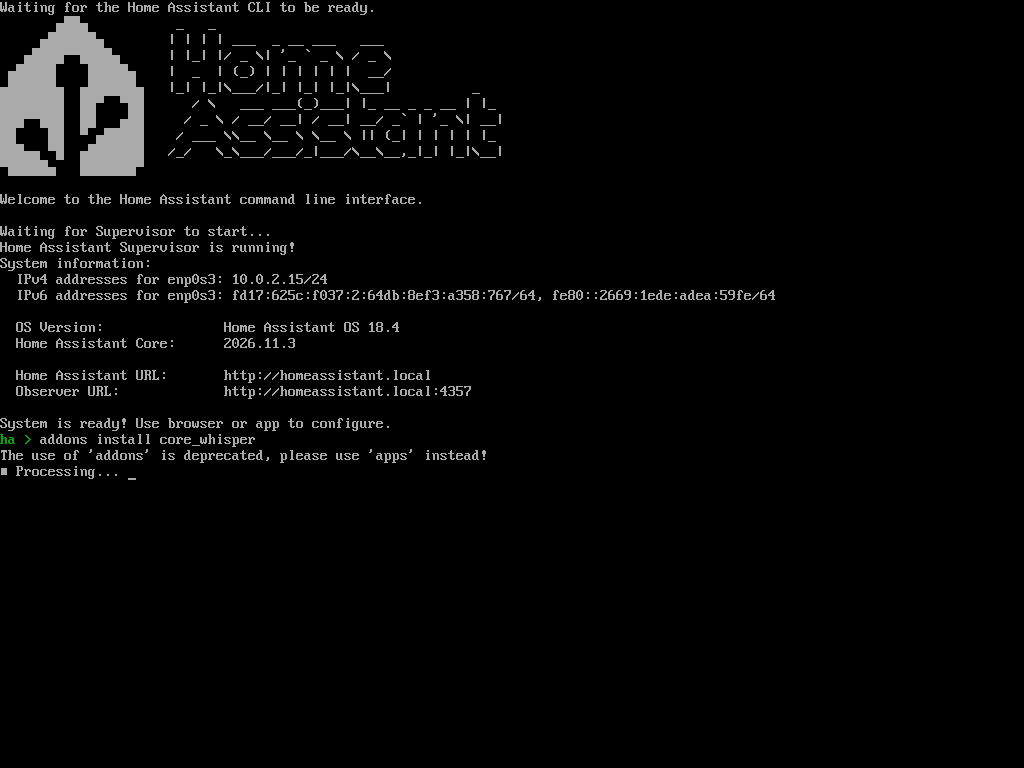 Waiting for the Home Assistant CLI to be ready.
Home
Assistant
Welcome to the Home Assistant command line interface.
Waiting for Supervisor to start...
Home Assistant Supervisor is running!
System information:
IPv4 addresses for enp0s3: 10.0.2.15/24
IPv6 addresses for enp0s3: fd17:625c:f037:2:64db:8ef3:a358:767/64, fe80::2669:1ede:adea:59fe/64
OS Version: Home Assistant OS 18.4
Home Assistant Core: 2026.11.3
Home Assistant URL: http://homeassistant.local
Observer URL: http://homeassistant.local:4357
System is ready! Use browser or app to configure.
ha > addons install core_whisper
The use of 'addons' is deprecated, please use 'apps' instead!
■ Processing... _